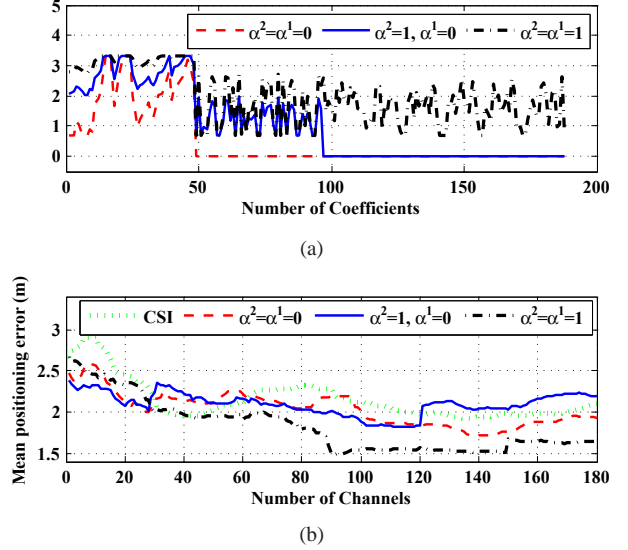 5
4
3
2
1
0
α²=α¹=0
α²=1, α¹=0
α²=α¹=1
0 50 100 150 200
Number of Coefficients
(a)
Mean positioning error (m)
3
2.5
2
1.5
CSI
α²=α¹=0
α²=1, α¹=0
α²=α¹=1
0 20 40 60 80 100 120 140 160 180
Number of Channels
(b)